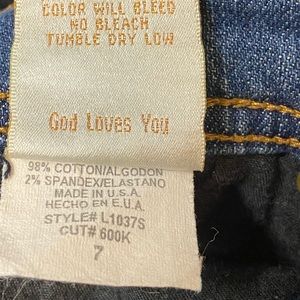 COLOR WILL BLEED
NO BLEACH
TUMBLE DRY LOW
God Loves You
98% COTTON/ALGODON
2% SPANDEX/ELASTANO
MADE IN U.S.A.
HECHO EN E.U.A.
STYLE# L1037S
CUT# 600K
7